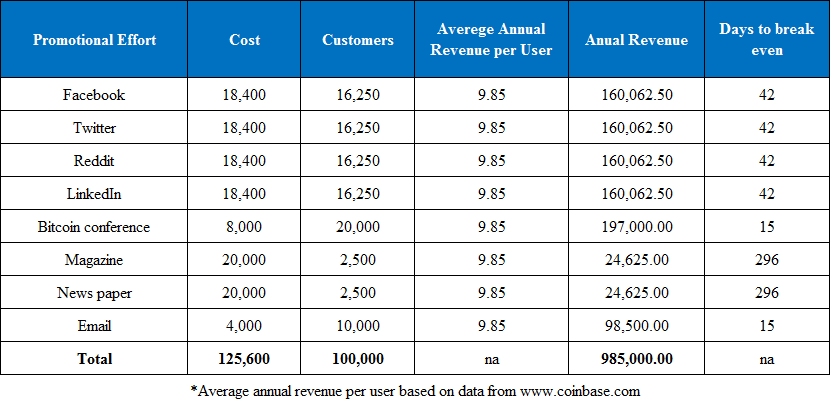 Promotional Effort Cost Customers Averege Annual Revenue per User Anual Revenue Days to break even
Facebook 18,400 16,250 9.85 160,062.50 42
Twitter 18,400 16,250 9.85 160,062.50 42
Reddit 18,400 16,250 9.85 160,062.50 42
LinkedIn 18,400 16,250 9.85 160,062.50 42
Bitcoin conference 8,000 20,000 9.85 197,000.00 15
Magazine 20,000 2,500 9.85 24,625.00 296
News paper 20,000 2,500 9.85 24,625.00 296
Email 4,000 10,000 9.85 98,500.00 15
Total 125,600 100,000 na 985,000.00 na
*Average annual revenue per user based on data from www.coinbase.com